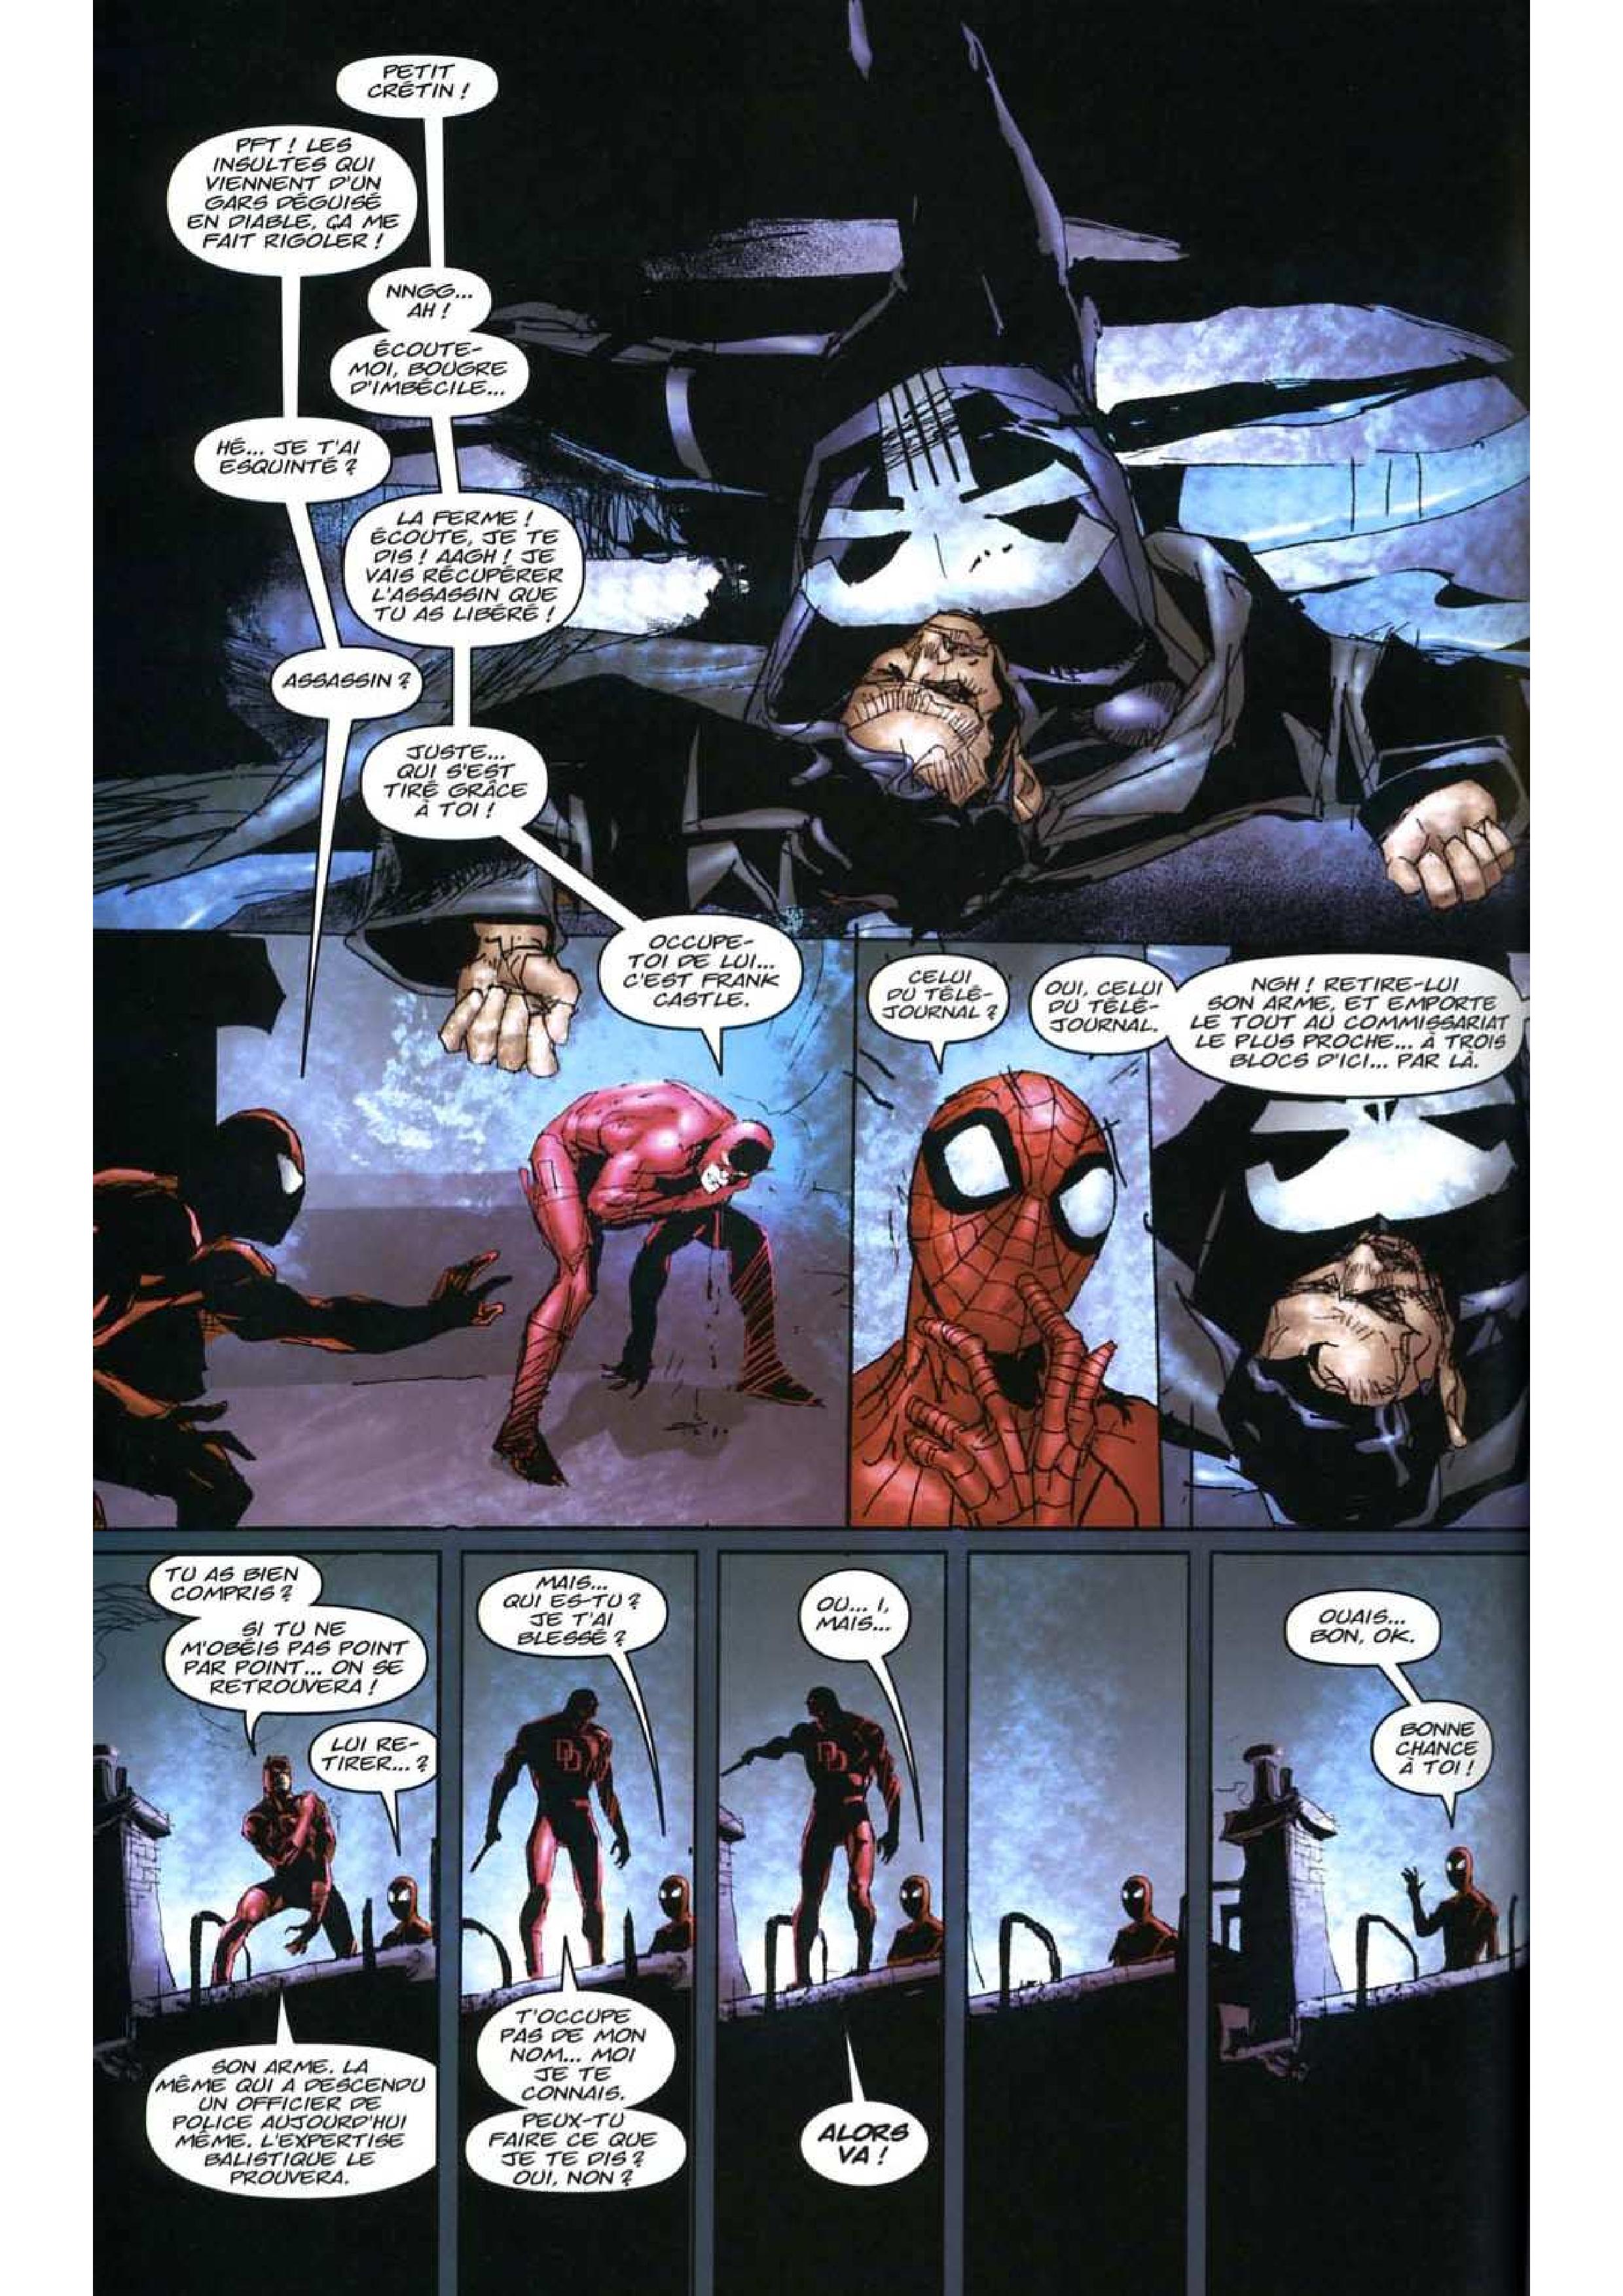 PETIT
CRÉTIN !
PFT ! LES
INSULTES QUI
VIENNENT D'UN
GARS DÉGUISÉ
EN DIABLE, ÇA ME
FAIT RIGOLER !
NNGG...
AH !
ÉCOUTE-
MOI, BOUGRE
D'IMBÉCILE...
HÉ... JE T'AI
ESQUINTÉ ?
LA FERME !
ÉCOUTE, JE TE
DIS ! AAGH ! JE
VAIS RÉCUPÉRER
L'ASSASSIN QUE
TU AS LIBÉRÉ !
ASSASSIN ?
JUSTE...
QUI S'EST
TIRÉ GRÂCE
À TOI !
OCCUPE-
TOI DE LUI...
C'EST FRANK
CASTLE.
CELUI
DU TÉLÉ-
JOURNAL ?
OUI, CELUI
DU TÉLÉ-
JOURNAL.
NGH ! RETIRE-LUI
SON ARME, ET EMPORTE
LE TOUT AU COMMISSARIAT
LE PLUS PROCHE... À TROIS
BLOCS D'ICI... PAR LÀ.
TU AS BIEN
COMPRIS ?
SI TU NE
M'OBÉIS PAS POINT
PAR POINT... ON SE
RETROUVERA !
LUI RE-
TIRER... ?
SON ARME. LA
MÊME QUI A DESCENDU
UN OFFICIER DE
POLICE AUJOURD'HUI
MÊME. L'EXPERTISE
BALISTIQUE LE
PROUVERA.
MAIS...
QUI ES-TU ?
JE T'AI
BLESSÉ ?
DD
T'OCCUPE
PAS DE MON
NOM... MOI
JE TE
CONNAIS.
PEUX-TU
FAIRE CE QUE
JE TE DIS ?
OUI, NON ?
OU... I,
MAIS...
DD
ALORS
VA !
OUAIS...
BON, OK.
BONNE
CHANCE
À TOI !